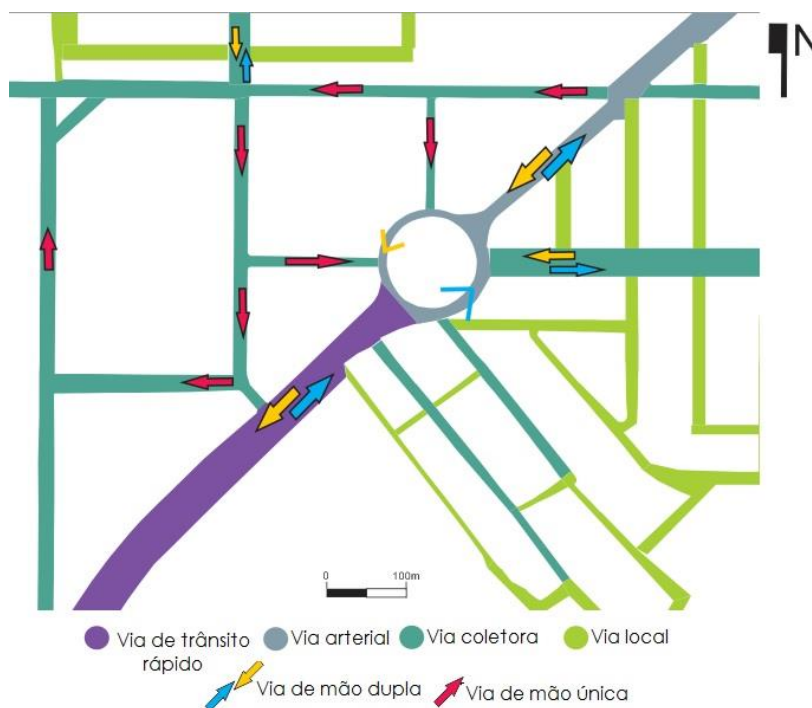 N
0 100m
Via de trânsito
rápido
Via arterial
Via coletora
Via local
Via de mão dupla
Via de mão única